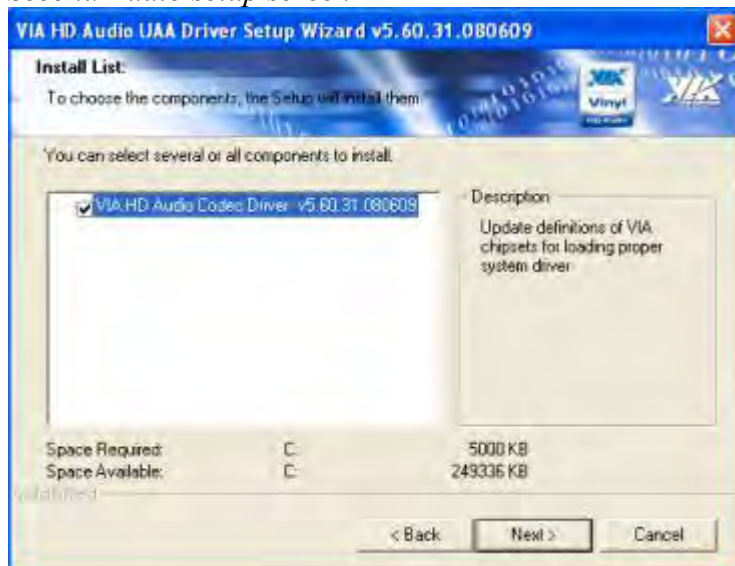 VIA HD Audio UAA Driver Setup Wizard v5.60.31.080609
Install List:
To choose the components, the Setup will install them
VIA
Vinyl
VIA
You can select several or all components to install.
VIA HD Audio Codec Driver v5.60.31.080609
Description
Update definitions of VIA
chipsets for loading proper
system driver
Space Required: C: 5000 KB
Space Available: C: 249336 KB
< Back Next > Cancel